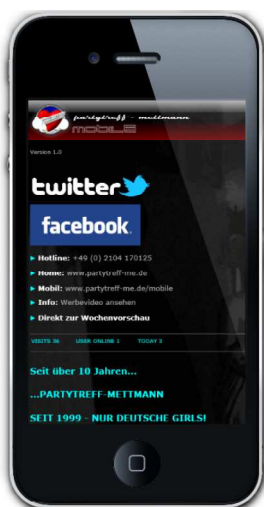 partytreff - mettmann
MOBILE
Version 1.0
twitter
facebook
► Hotline: +49 (0) 2104 170125
► Home: www.partytreff-me.de
► Mobil: www.partytreff-me.de/mobile
► Info: Werbevideo ansehen
► Direkt zur Wochenvorschau
VISITS 36 USER ONLINE 1 TODAY 3
Seit über 10 Jahren...
...PARTYTREFF-METTMANN
SEIT 1999 - NUR DEUTSCHE GIRLS!